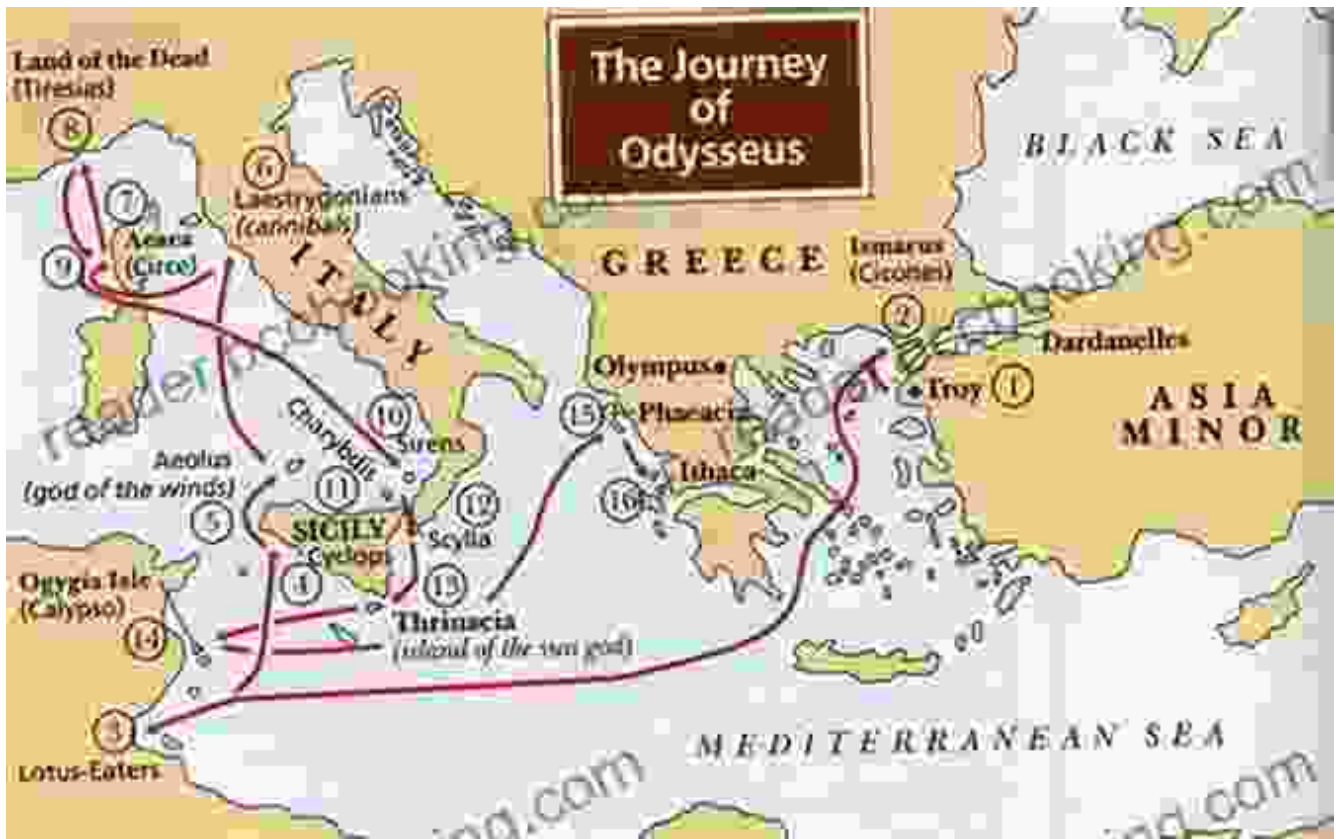 The Journey
of
Odysseus
Land of the Dead
(Tiresias)
8
7
Aeaea
(Circe)
9
6
Laestrygonians
(cannibals)
ITALY
GREECE
BLACK SEA
Ismarus
(Cicones)
2
Dardanelles
Troy 1
ASIA
MINOR
Olympus
15
Phaeacia
Ithaca
16
10
Sirens
Charybdis
11
Aeolus
(god of the winds)
5
SICILY
Cyclops
4
12
Scylla
13
Thrinacia
(island of the sun god)
Ogygia Isle
(Calypso)
14
3
Lotus-Eaters
MEDITERRANEAN SEA